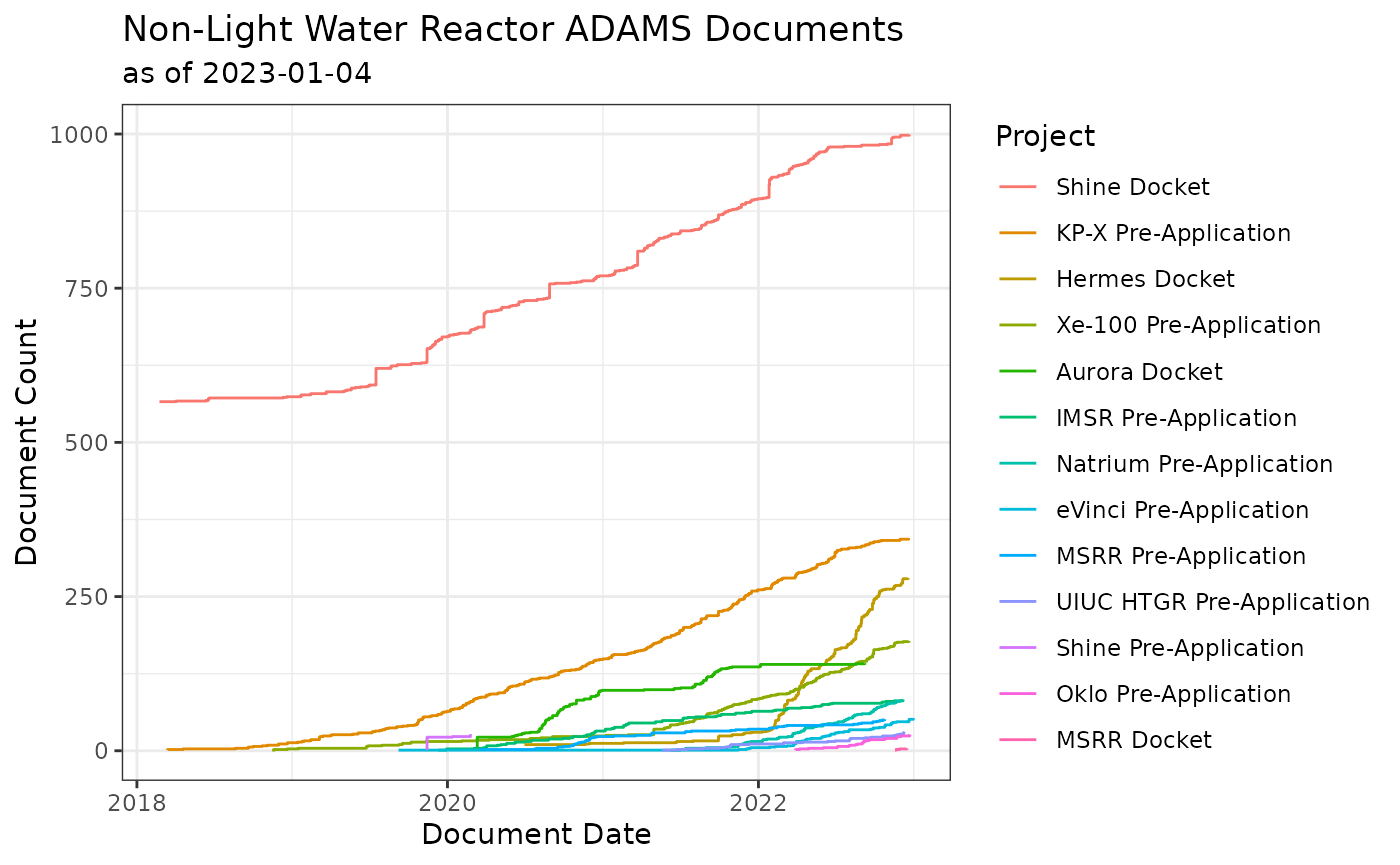 Non-Light Water Reactor ADAMS Documents
as of 2023-01-04
1000
750
500
250
0
Document Count
2018
2020
2022
Document Date
Project
Shine Docket
KP-X Pre-Application
Hermes Docket
Xe-100 Pre-Application
Aurora Docket
IMSR Pre-Application
Natrium Pre-Application
eVinci Pre-Application
MSRR Pre-Application
UIUC HTGR Pre-Application
Shine Pre-Application
Oklo Pre-Application
MSRR Docket